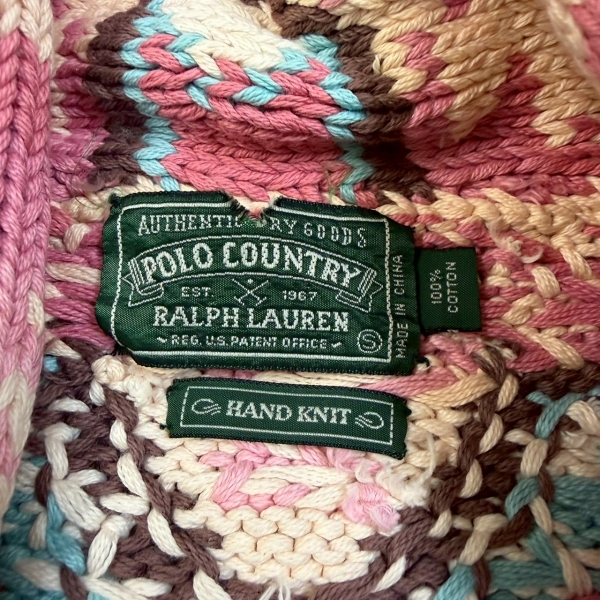 AUTHENTIC DRY GOODS
POLO COUNTRY
EST. 1967
RALPH LAUREN
REG. U.S. PATENT OFFICE
S
MADE IN CHINA
100%
COTTON
HAND KNIT